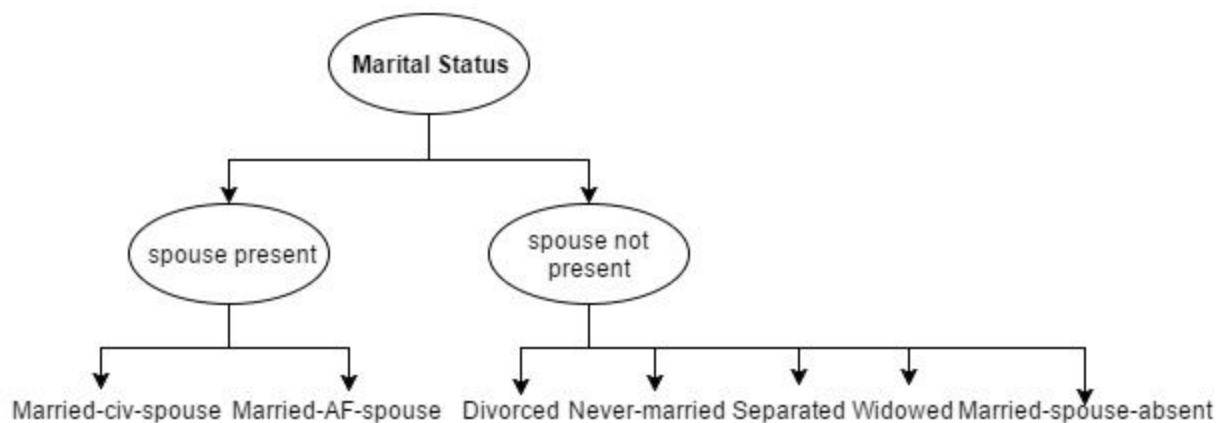 Marital Status
spouse present
spouse not
present
Married-civ-spouse Married-AF-spouse Divorced Never-married Separated Widowed Married-spouse-absent